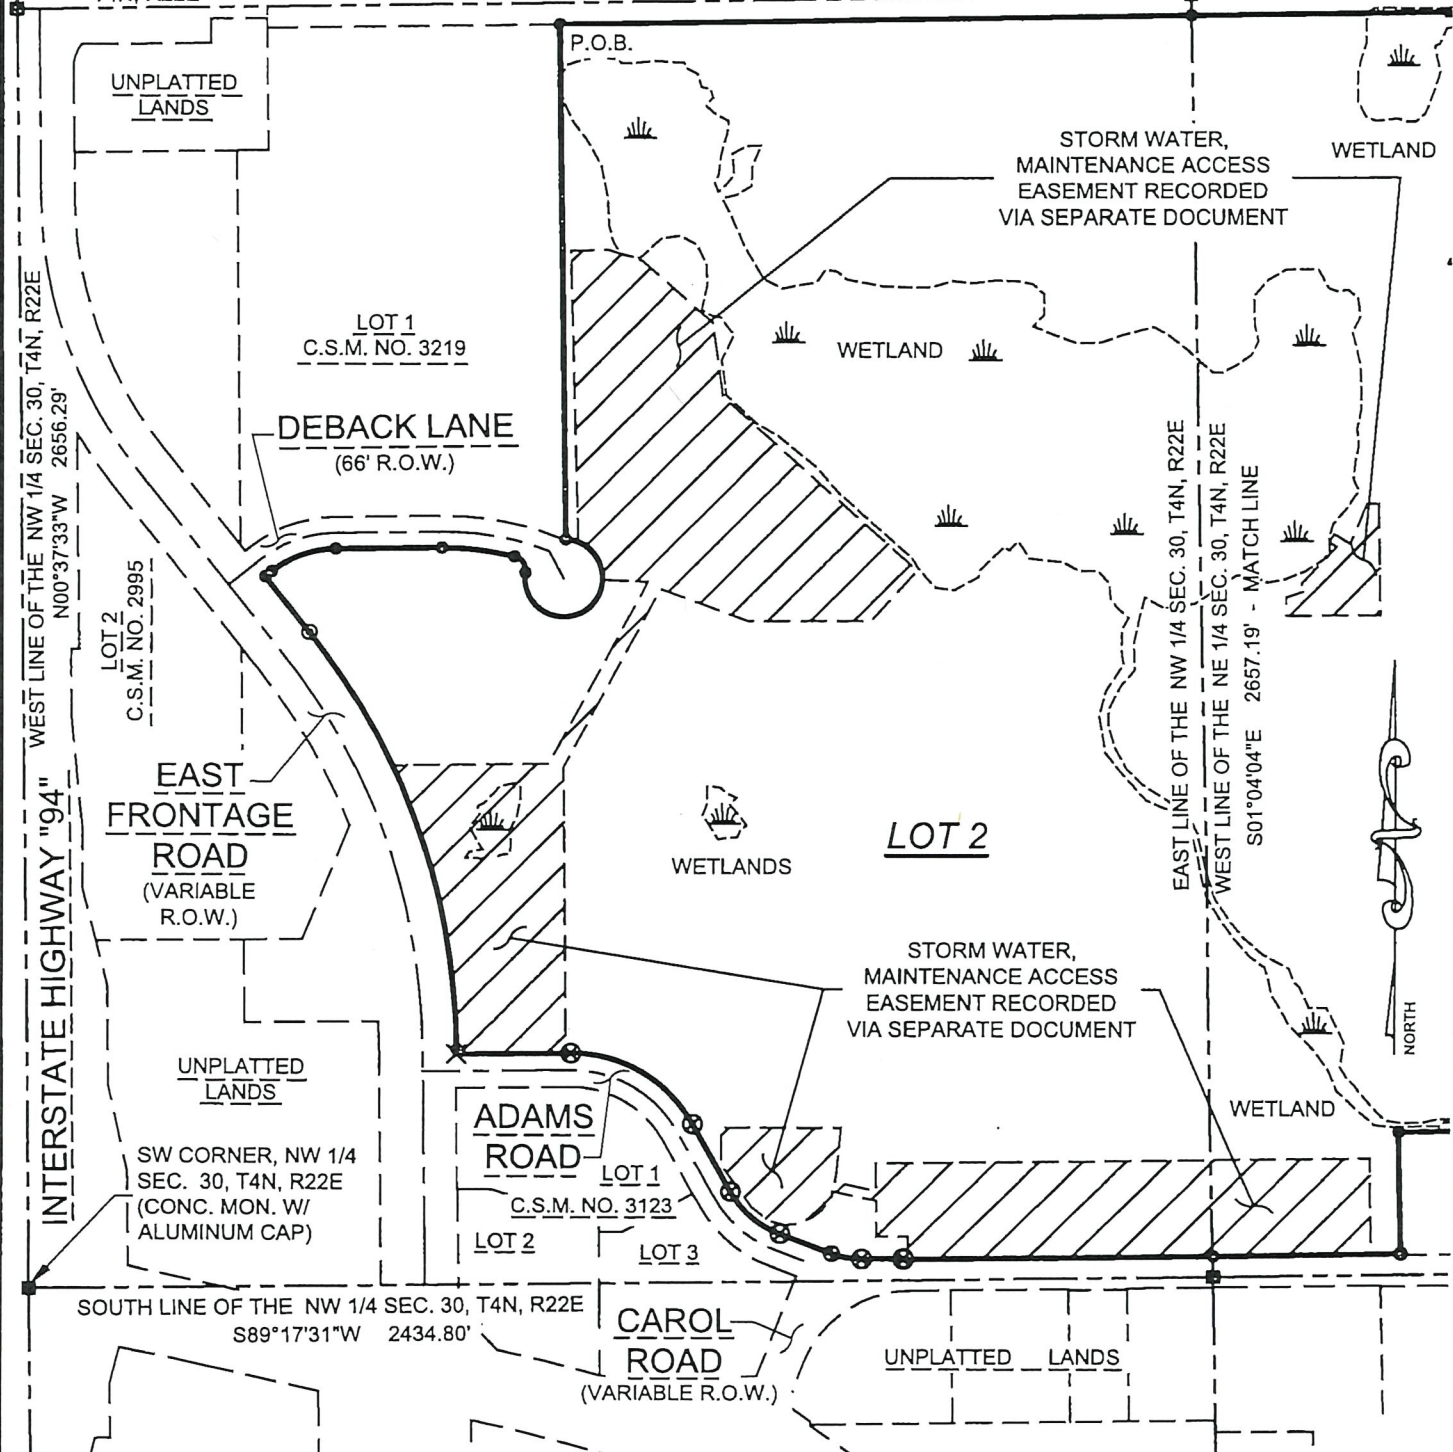 P.O.B.
UNPLATTED
LANDS
STORM WATER,
MAINTENANCE ACCESS
EASEMENT RECORDED
VIA SEPARATE DOCUMENT
WETLAND
LOT 1
C.S.M. NO. 3219
WETLAND
DEBACK LANE
(66' R.O.W.)
WEST LINE OF THE NW 1/4 SEC. 30, T4N, R22E
N00°37'33"W 2656.29'
LOT 2
C.S.M. NO. 2995
EAST LINE OF THE NW 1/4 SEC. 30, T4N, R22E
WEST LINE OF THE NE 1/4 SEC. 30, T4N, R22E
S01°04'04"E 2657.19' - MATCH LINE
EAST
FRONTAGE
ROAD
(VARIABLE
R.O.W.)
INTERSTATE HIGHWAY "94"
WETLANDS
LOT 2
STORM WATER,
MAINTENANCE ACCESS
EASEMENT RECORDED
VIA SEPARATE DOCUMENT
NORTH
UNPLATTED
LANDS
WETLAND
ADAMS
ROAD
SW CORNER, NW 1/4
SEC. 30, T4N, R22E
(CONC. MON. W/
ALUMINUM CAP)
LOT 1
C.S.M. NO. 3123
LOT 2
LOT 3
SOUTH LINE OF THE NW 1/4 SEC. 30, T4N, R22E
S89°17'31"W 2434.80'
CAROL
ROAD
(VARIABLE R.O.W.)
UNPLATTED LANDS